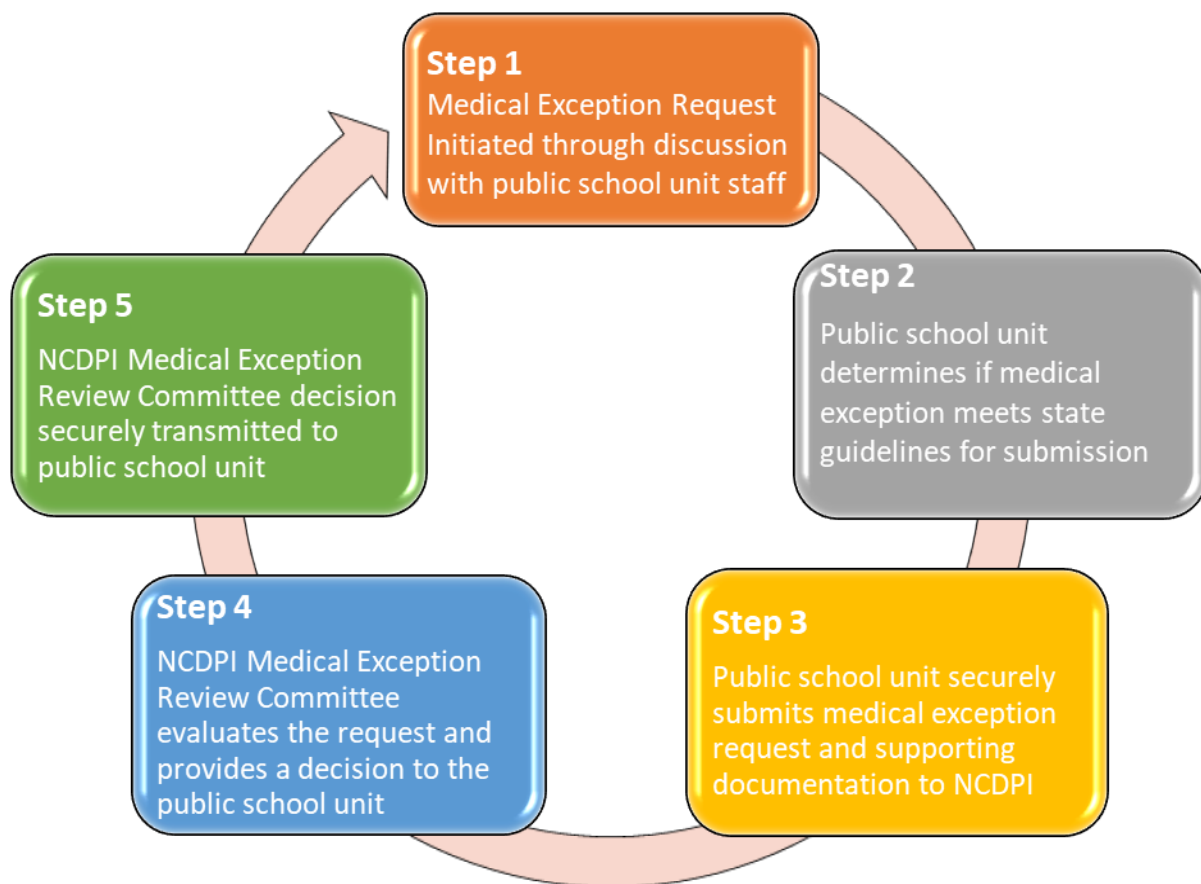 Step 1
Medical Exception Request
Initiated through discussion
with public school unit staff
Step 2
Public school unit
determines if medical
exception meets state
guidelines for submission
Step 3
Public school unit securely
submits medical exception
request and supporting
documentation to NCDPI
Step 4
NCDPI Medical Exception
Review Committee
evaluates the request and
provides a decision to the
public school unit
Step 5
NCDPI Medical Exception
Review Committee decision
securely transmitted to
public school unit